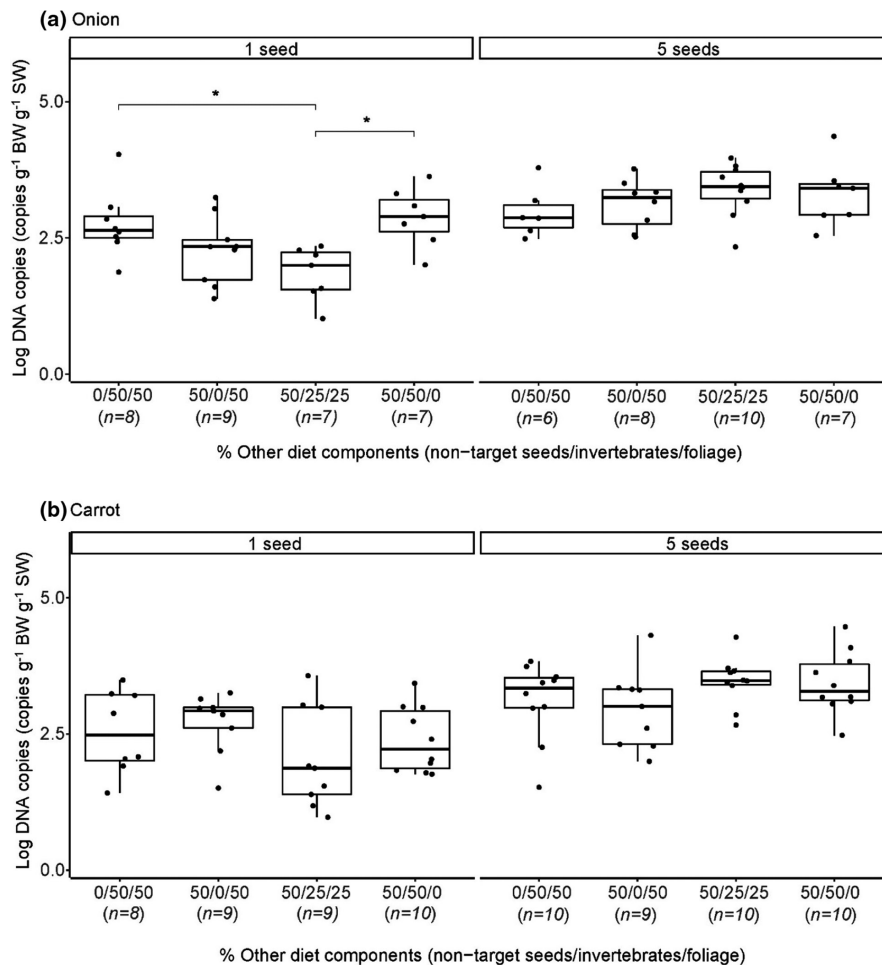 (a) Onion
1 seed
5 seeds
Log DNA copies (copies g⁻¹ BW g⁻¹ SW)
5.0
2.5
0.0
*
*
0/50/50 50/0/50 50/25/25 50/50/0 0/50/50 50/0/50 50/25/25 50/50/0
(n=8) (n=9) (n=7) (n=7) (n=6) (n=8) (n=10) (n=7)
% Other diet components (non−target seeds/invertebrates/foliage)
(b) Carrot
1 seed
5 seeds
Log DNA copies (copies g⁻¹ BW g⁻¹ SW)
5.0
2.5
0.0
0/50/50 50/0/50 50/25/25 50/50/0 0/50/50 50/0/50 50/25/25 50/50/0
(n=8) (n=9) (n=9) (n=10) (n=10) (n=9) (n=10) (n=10)
% Other diet components (non−target seeds/invertebrates/foliage)